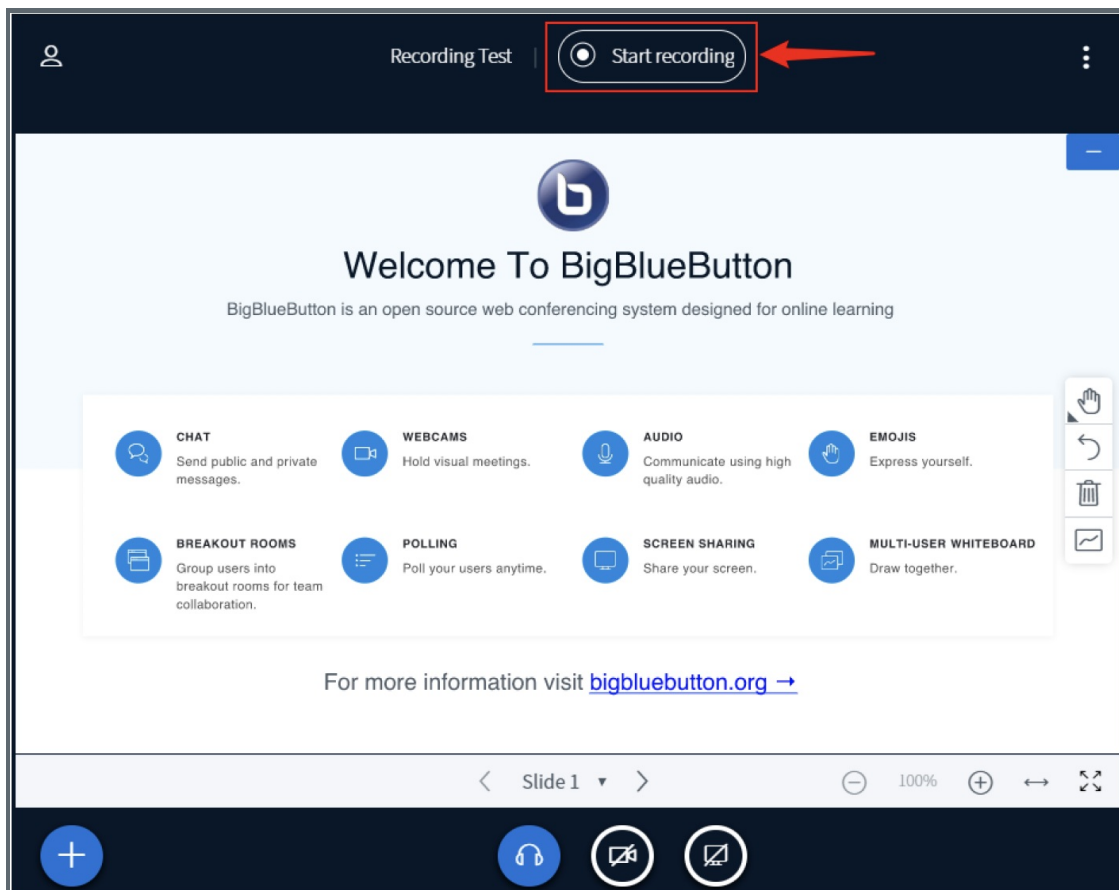 Recording Test
Start recording
Welcome To BigBlueButton
BigBlueButton is an open source web conferencing system designed for online learning
CHAT
Send public and private
messages.
WEBCAMS
Hold visual meetings.
AUDIO
Communicate using high
quality audio.
EMOJIS
Express yourself.
BREAKOUT ROOMS
Group users into
breakout rooms for team
collaboration.
POLLING
Poll your users anytime.
SCREEN SHARING
Share your screen.
MULTI-USER WHITEBOARD
Draw together.
For more information visit bigbluebutton.org →
Slide 1
100%